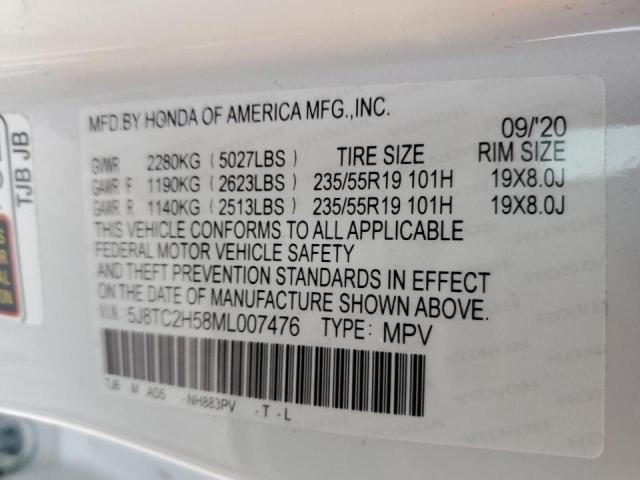 MFD.BY HONDA OF AMERICA MFG.,INC.
09/'20
GVWR 2280KG (5027LBS) TIRE SIZE RIM SIZE
GAWR F 1190KG (2623LBS) 235/55R19 101H 19X8.0J
GAWR R 1140KG (2513LBS) 235/55R19 101H 19X8.0J
THIS VEHICLE CONFORMS TO ALL APPLICABLE
FEDERAL MOTOR VEHICLE SAFETY
AND THEFT PREVENTION STANDARDS IN EFFECT
ON THE DATE OF MANUFACTURE SHOWN ABOVE.
V.I.N.: 5J8TC2H58ML007476 TYPE: MPV
TJB M AD5 -NH883PV -T -L
TJB JB